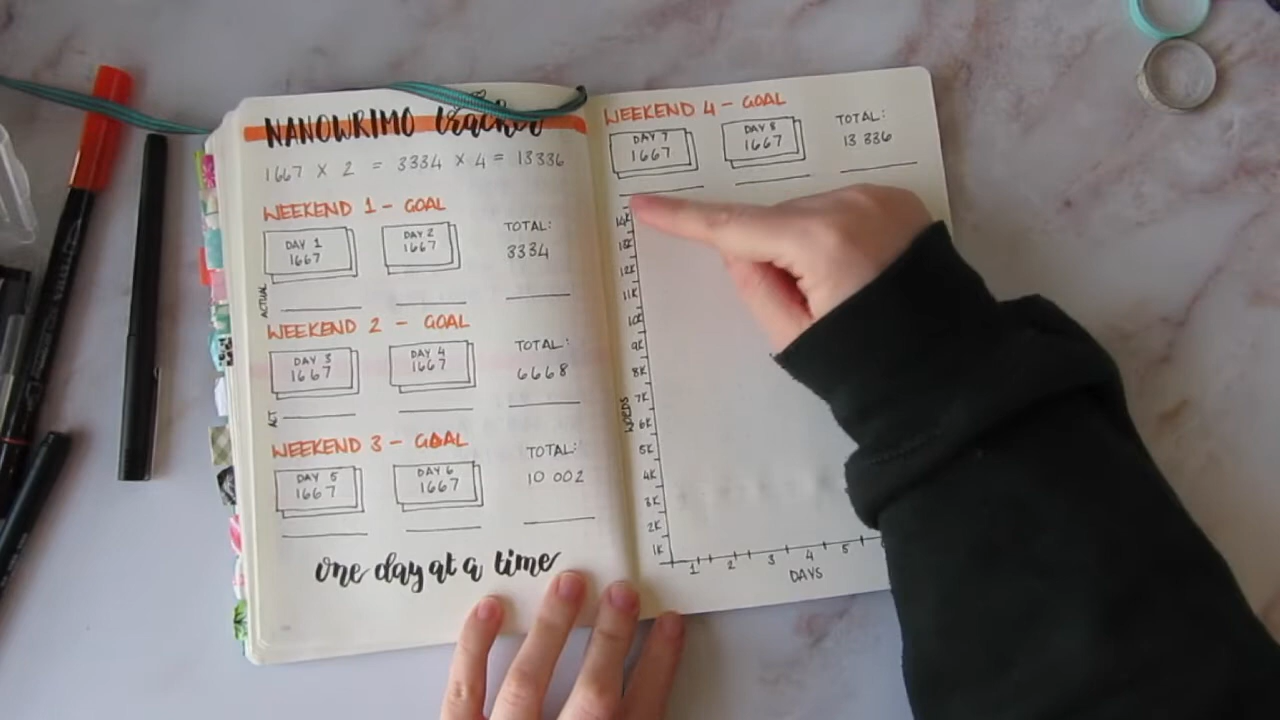 NANOWRIMO tracker
1667 X 2 = 3334 X 4 = 13336
WEEKEND 1 - GOAL
DAY 1
1667
DAY 2
1667
TOTAL:
3334
ACTUAL
WEEKEND 2 - GOAL
DAY 3
1667
DAY 4
1667
TOTAL:
6668
ACT
WEEKEND 3 - GOAL
DAY 5
1667
DAY 6
1667
TOTAL:
10 002
one day at a time
WEEKEND 4 - GOAL
DAY 7
1667
DAY 8
1667
TOTAL:
13 336
14K
13K
12K
11K
10K
9K
8K
7K
6K
5K
4K
3K
2K
1K
WORDS
1 2 3 4 5
DAYS